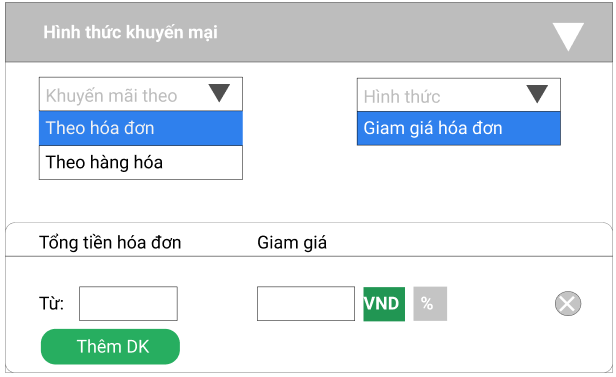 Hình thức khuyến mại
Khuyến mãi theo
Hình thức
Theo hóa đơn
Giam giá hóa đơn
Theo hàng hóa
Tổng tiền hóa đơn
Giam giá
Từ:
VND
%
Thêm DK